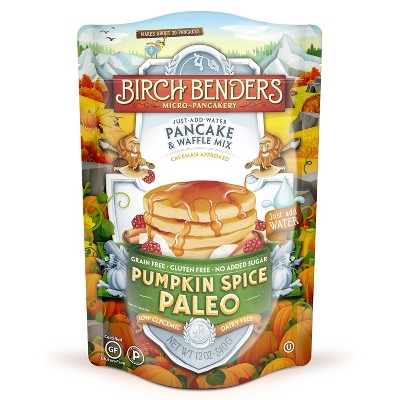 MAKES ABOUT 30 PANCAKES
BIRCH BENDERS
MICRO-PANCAKERY
JUST-ADD-WATER
PANCAKE
& WAFFLE MIX
CAVEMAN APPROVED
Just add
WATER
GRAIN FREE • GLUTEN FREE • NO ADDED SUGAR
PUMPKIN SPICE
PALEO
LOW GLYCEMIC
DAIRY FREE
NET WT 12 OZ (340g)
Certified
GF
P
U